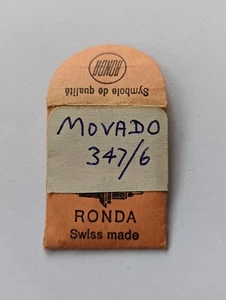 RONDA
Symbole de qualité
MOVADO
347/6
RONDA
Swiss made